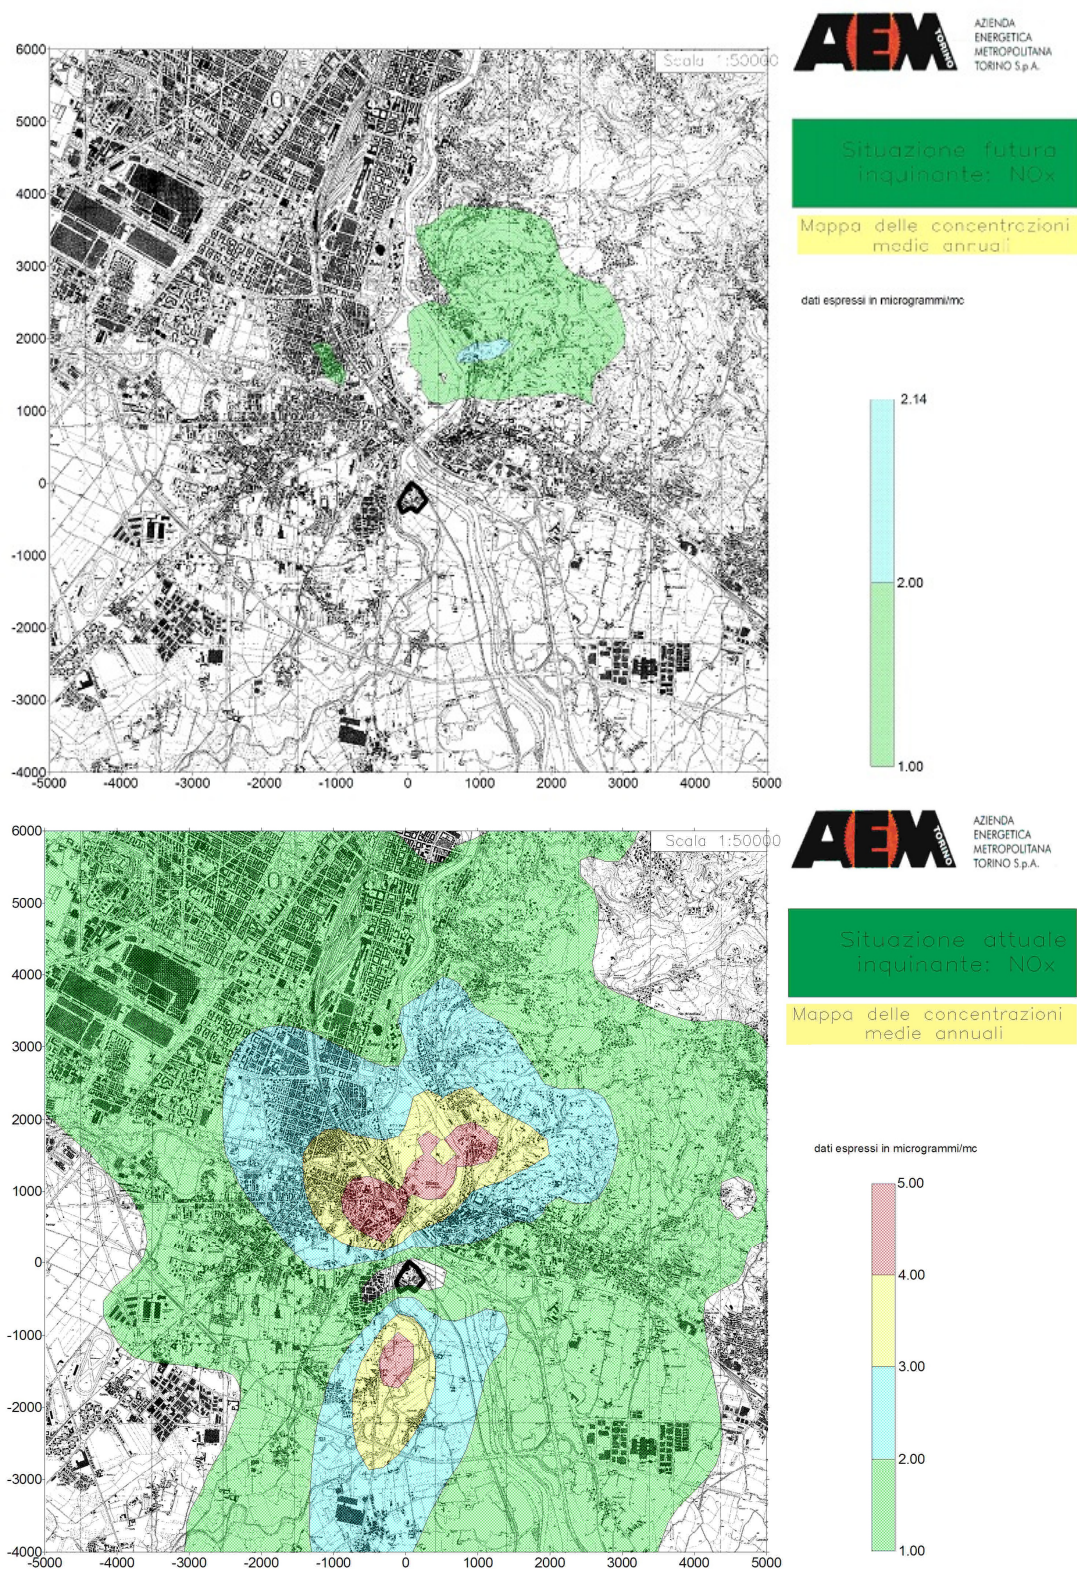 AEM TORINO
AZIENDA
ENERGETICA
METROPOLITANA
TORINO S.p.A.
Scala 1:50000
Situazione futura
inquinante: NOx
Mappa delle concentrazioni
medie annuali
dati espressi in microgrammi/mc
2.14
2.00
1.00
6000
5000
4000
3000
2000
1000
0
-1000
-2000
-3000
-4000
-5000 -4000 -3000 -2000 -1000 0 1000 2000 3000 4000 5000
AEM TORINO
AZIENDA
ENERGETICA
METROPOLITANA
TORINO S.p.A.
Scala 1:50000
Situazione attuale
inquinante: NOx
Mappa delle concentrazioni
medie annuali
dati espressi in microgrammi/mc
5.00
4.00
3.00
2.00
1.00
6000
5000
4000
3000
2000
1000
0
-1000
-2000
-3000
-4000
-5000 -4000 -3000 -2000 -1000 0 1000 2000 3000 4000 5000